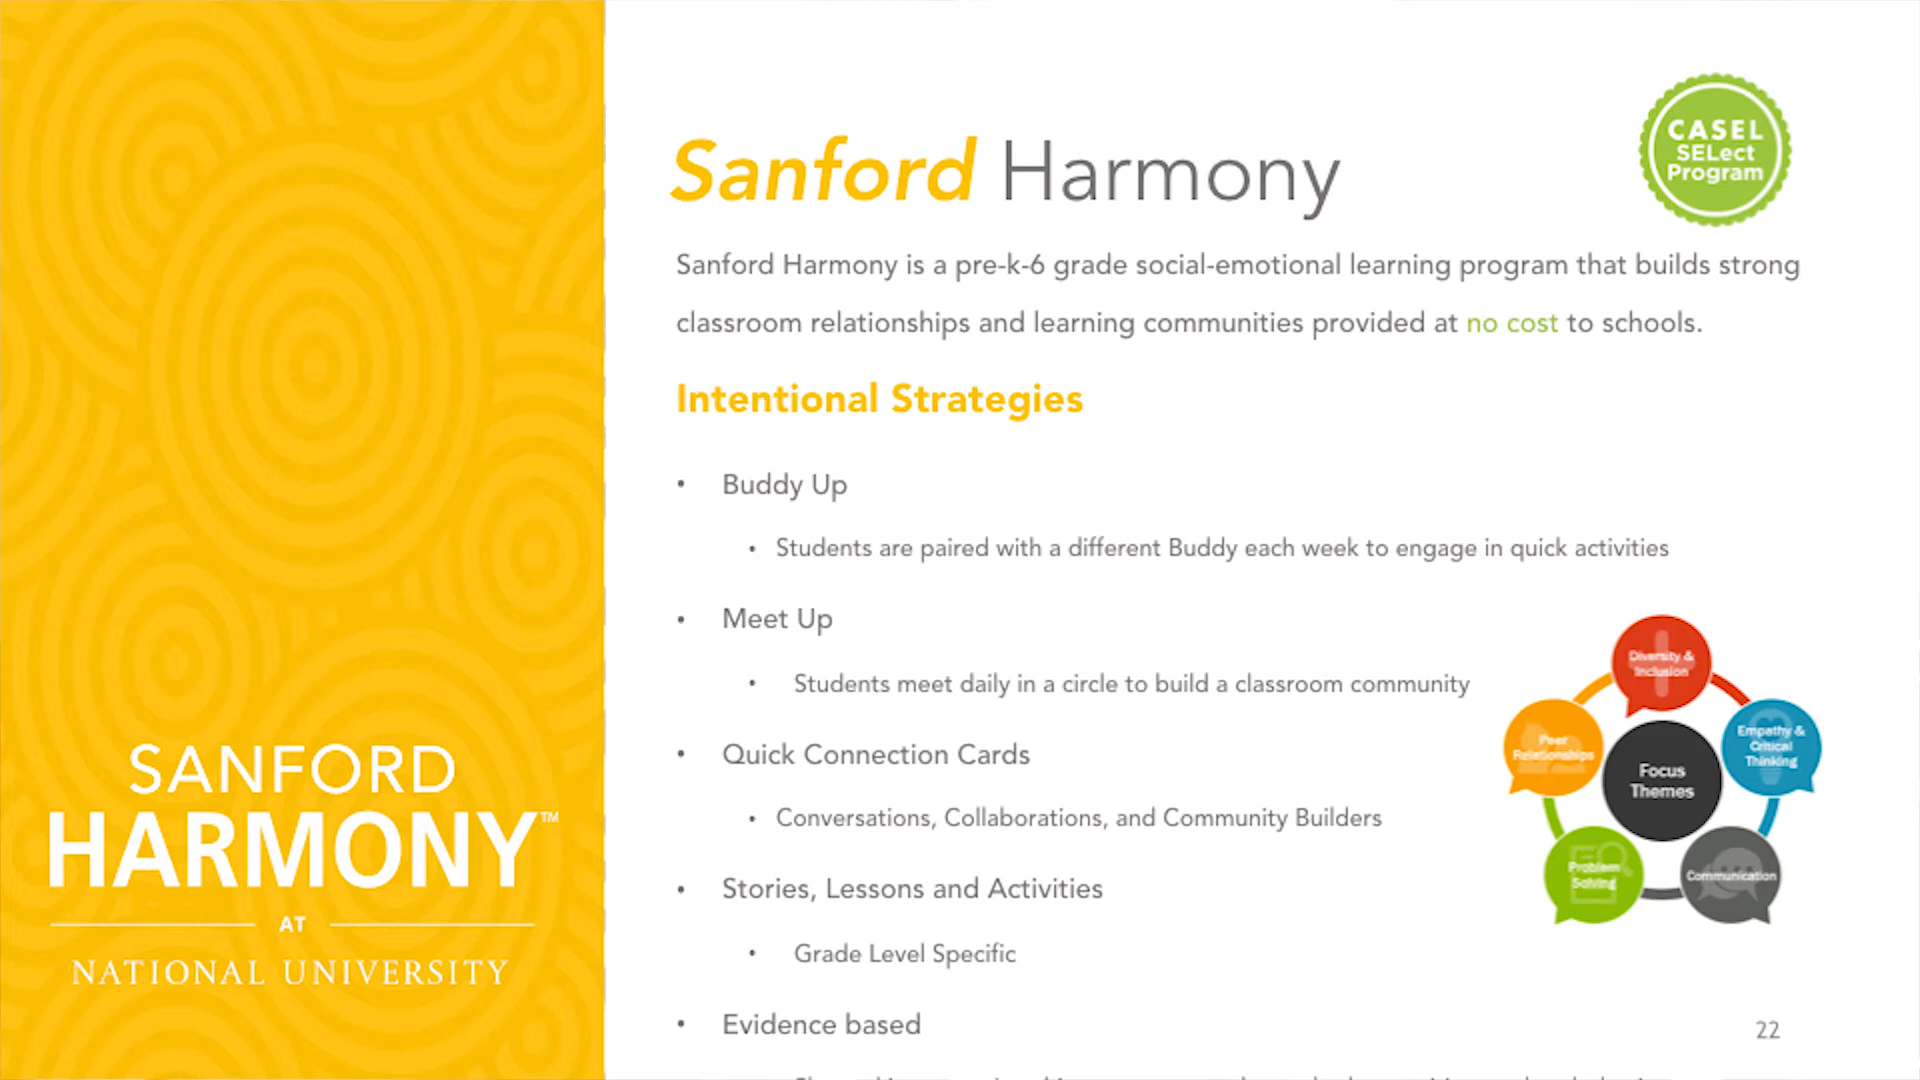 Sanford Harmony
CASEL
SELect
Program
Sanford Harmony is a pre-k-6 grade social-emotional learning program that builds strong
classroom relationships and learning communities provided at no cost to schools.
Intentional Strategies
• Buddy Up
• Students are paired with a different Buddy each week to engage in quick activities
• Meet Up
• Students meet daily in a circle to build a classroom community
• Quick Connection Cards
• Conversations, Collaborations, and Community Builders
• Stories, Lessons and Activities
• Grade Level Specific
• Evidence based
Diversity &
Inclusion
Peer
Relationships
Empathy &
Critical
Thinking
Focus
Themes
Problem
Solving
Communication
SANFORD
HARMONY™
AT
NATIONAL UNIVERSITY
22